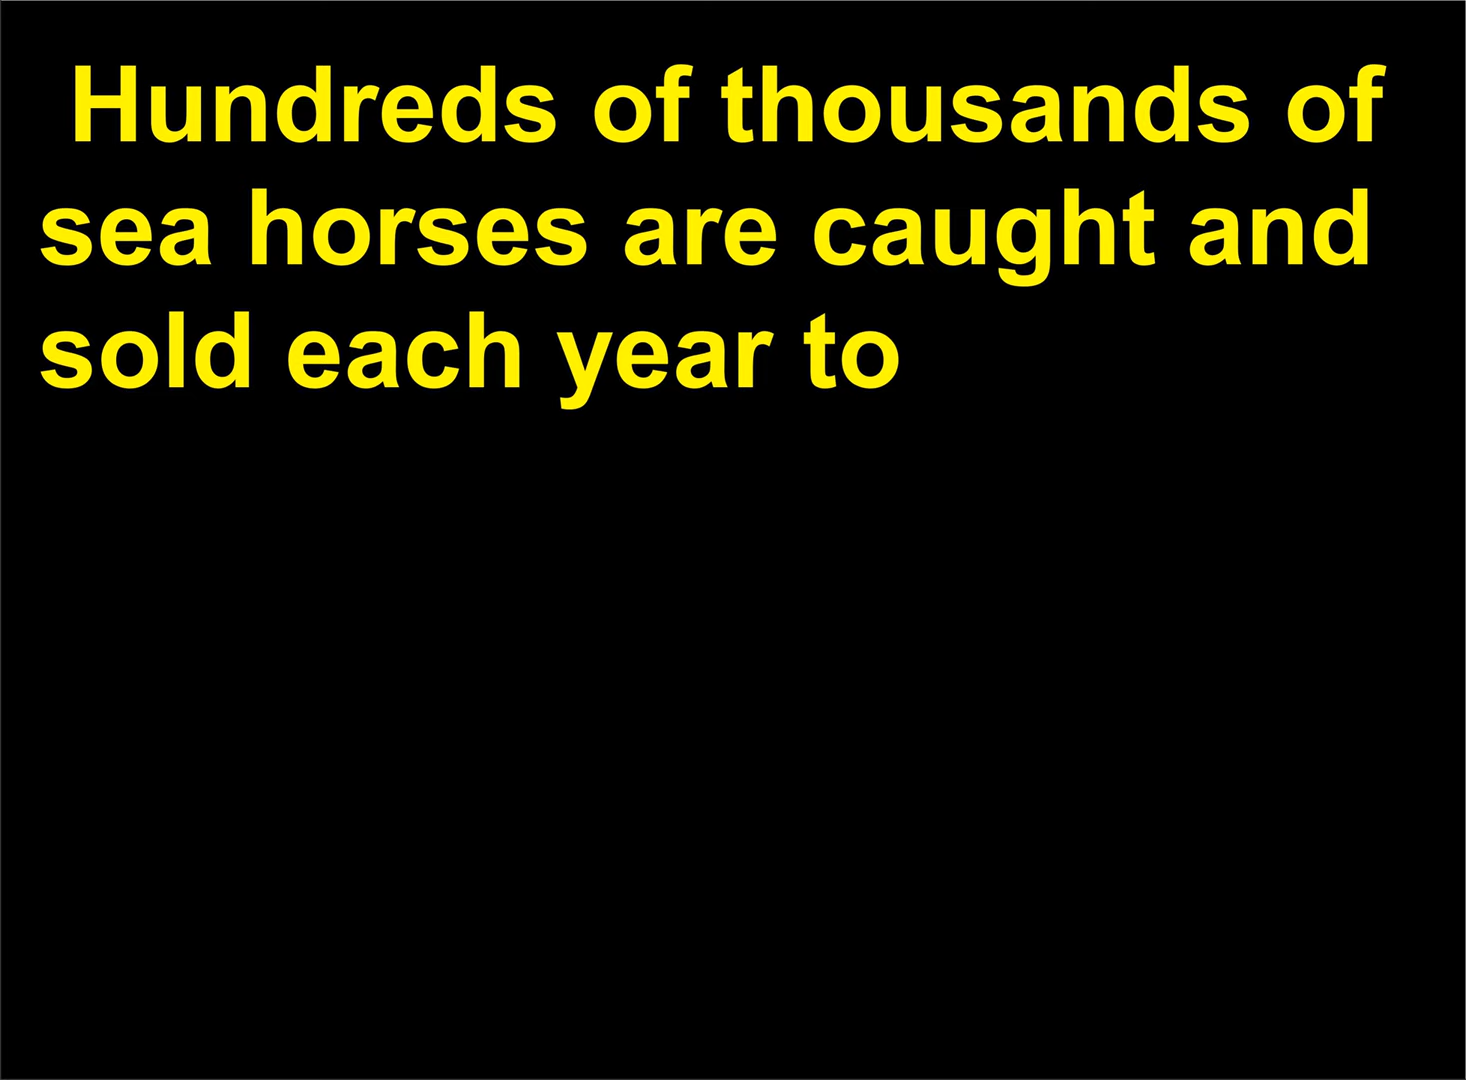 Hundreds of thousands of
sea horses are caught and
sold each year to